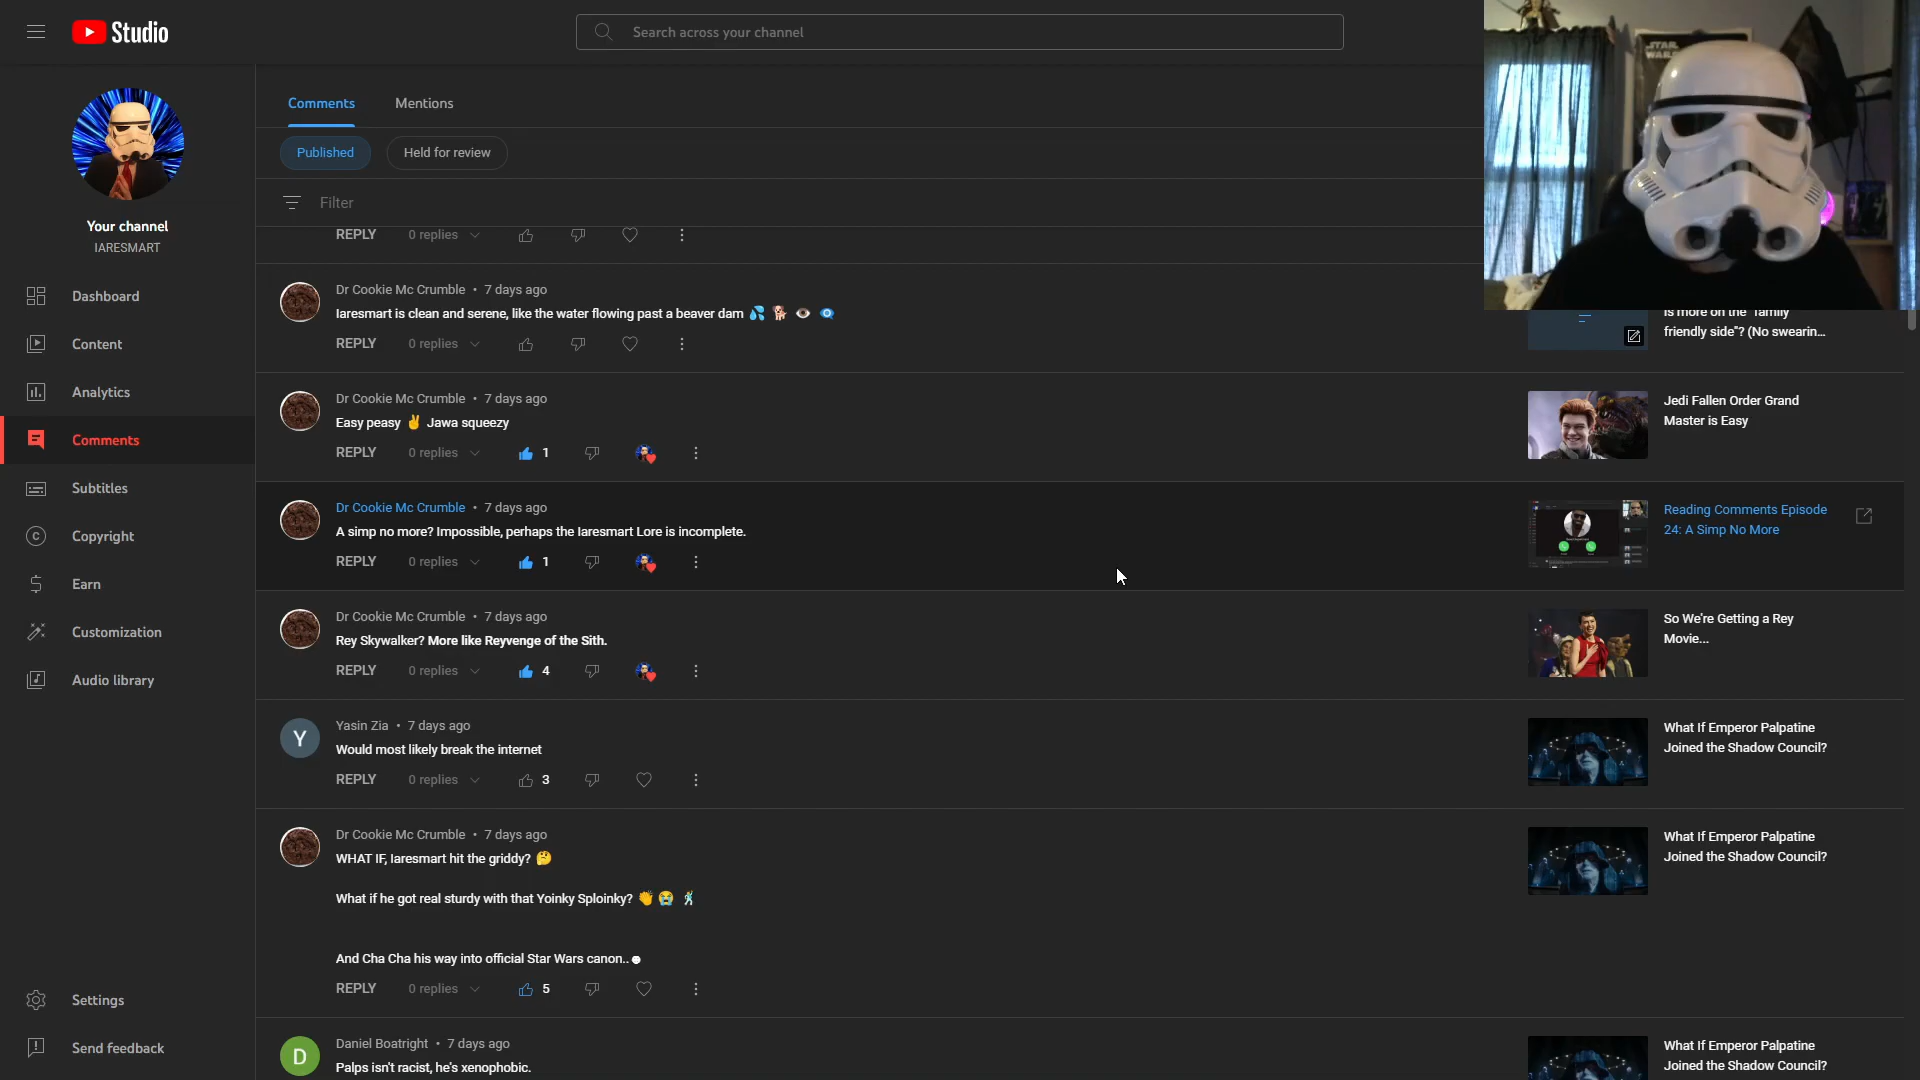 Studio
Search across your channel
STAR
WARS
Your channel
IARESMART
Dashboard
Content
Analytics
Comments
Subtitles
Copyright
Earn
Customization
Audio library
Settings
Send feedback
Comments
Mentions
Published
Held for review
Filter
REPLY
0 replies
Dr Cookie Mc Crumble • 7 days ago
Iaresmart is clean and serene, like the water flowing past a beaver dam 💦 🐕 👁️ 🧿
REPLY
0 replies
is more on the "family
friendly side"? (No swearin...
Dr Cookie Mc Crumble • 7 days ago
Easy peasy ✌️ Jawa squeezy
REPLY
0 replies
1
Jedi Fallen Order Grand
Master is Easy
Dr Cookie Mc Crumble • 7 days ago
A simp no more? Impossible, perhaps the Iaresmart Lore is incomplete.
REPLY
0 replies
1
Reading Comments Episode
24: A Simp No More
Dr Cookie Mc Crumble • 7 days ago
Rey Skywalker? More like Reyvenge of the Sith.
REPLY
0 replies
4
So We're Getting a Rey
Movie...
Y
Yasin Zia • 7 days ago
Would most likely break the internet
REPLY
0 replies
3
What If Emperor Palpatine
Joined the Shadow Council?
Dr Cookie Mc Crumble • 7 days ago
WHAT IF, Iaresmart hit the griddy? 🤔
What if he got real sturdy with that Yoinky Sploinky? 👏 😭 🕺
And Cha Cha his way into official Star Wars canon..
REPLY
0 replies
5
What If Emperor Palpatine
Joined the Shadow Council?
D
Daniel Boatright • 7 days ago
Palps isn't racist, he's xenophobic.
What If Emperor Palpatine
Joined the Shadow Council?